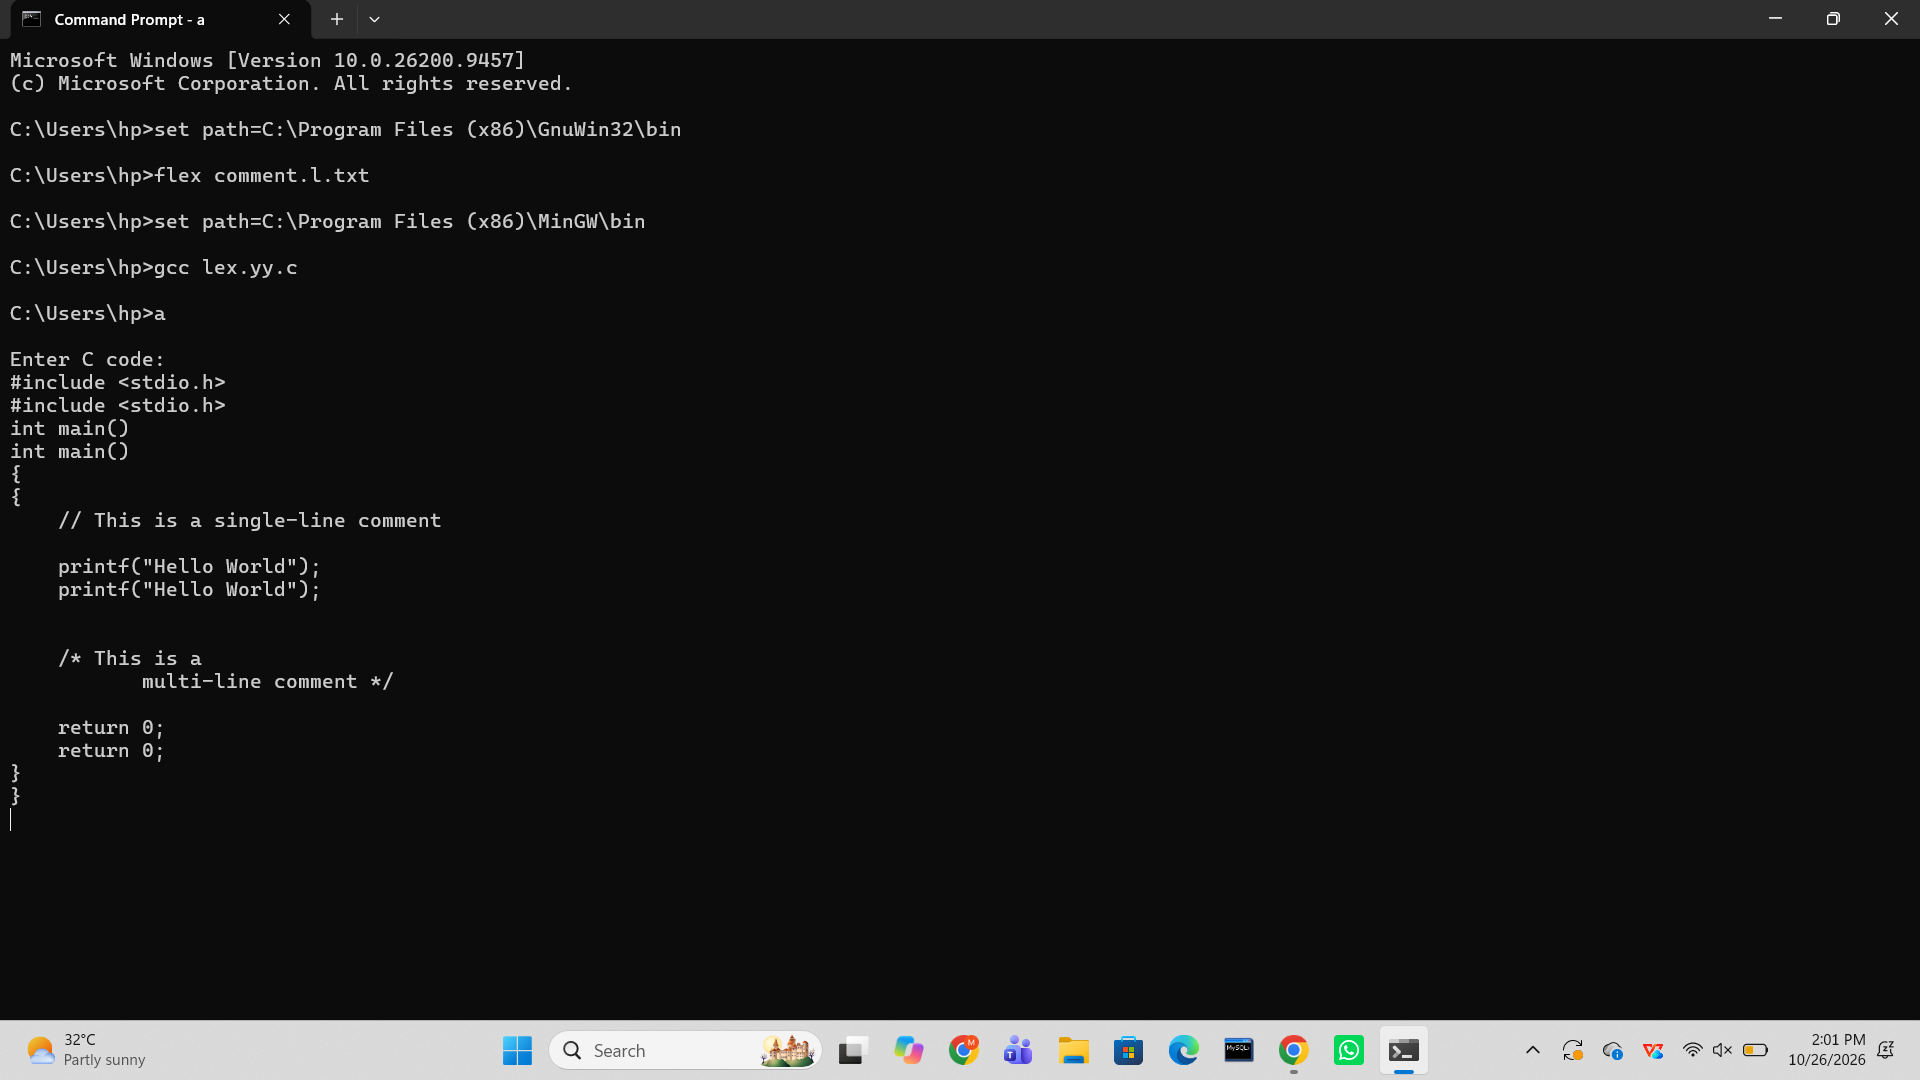 Command Prompt - a
Microsoft Windows [Version 10.0.26200.9457]
(c) Microsoft Corporation. All rights reserved.
C:\Users\hp>set path=C:\Program Files (x86)\GnuWin32\bin
C:\Users\hp>flex comment.l.txt
C:\Users\hp>set path=C:\Program Files (x86)\MinGW\bin
C:\Users\hp>gcc lex.yy.c
C:\Users\hp>a
Enter C code:
#include <stdio.h>
#include <stdio.h>
int main()
int main()
{
{
    // This is a single-line comment
    printf("Hello World");
    printf("Hello World");
    /* This is a
           multi-line comment */
    return 0;
    return 0;
}
}
32°C
Partly sunny
Search
M
T
MySQL
2:01 PM
10/26/2026